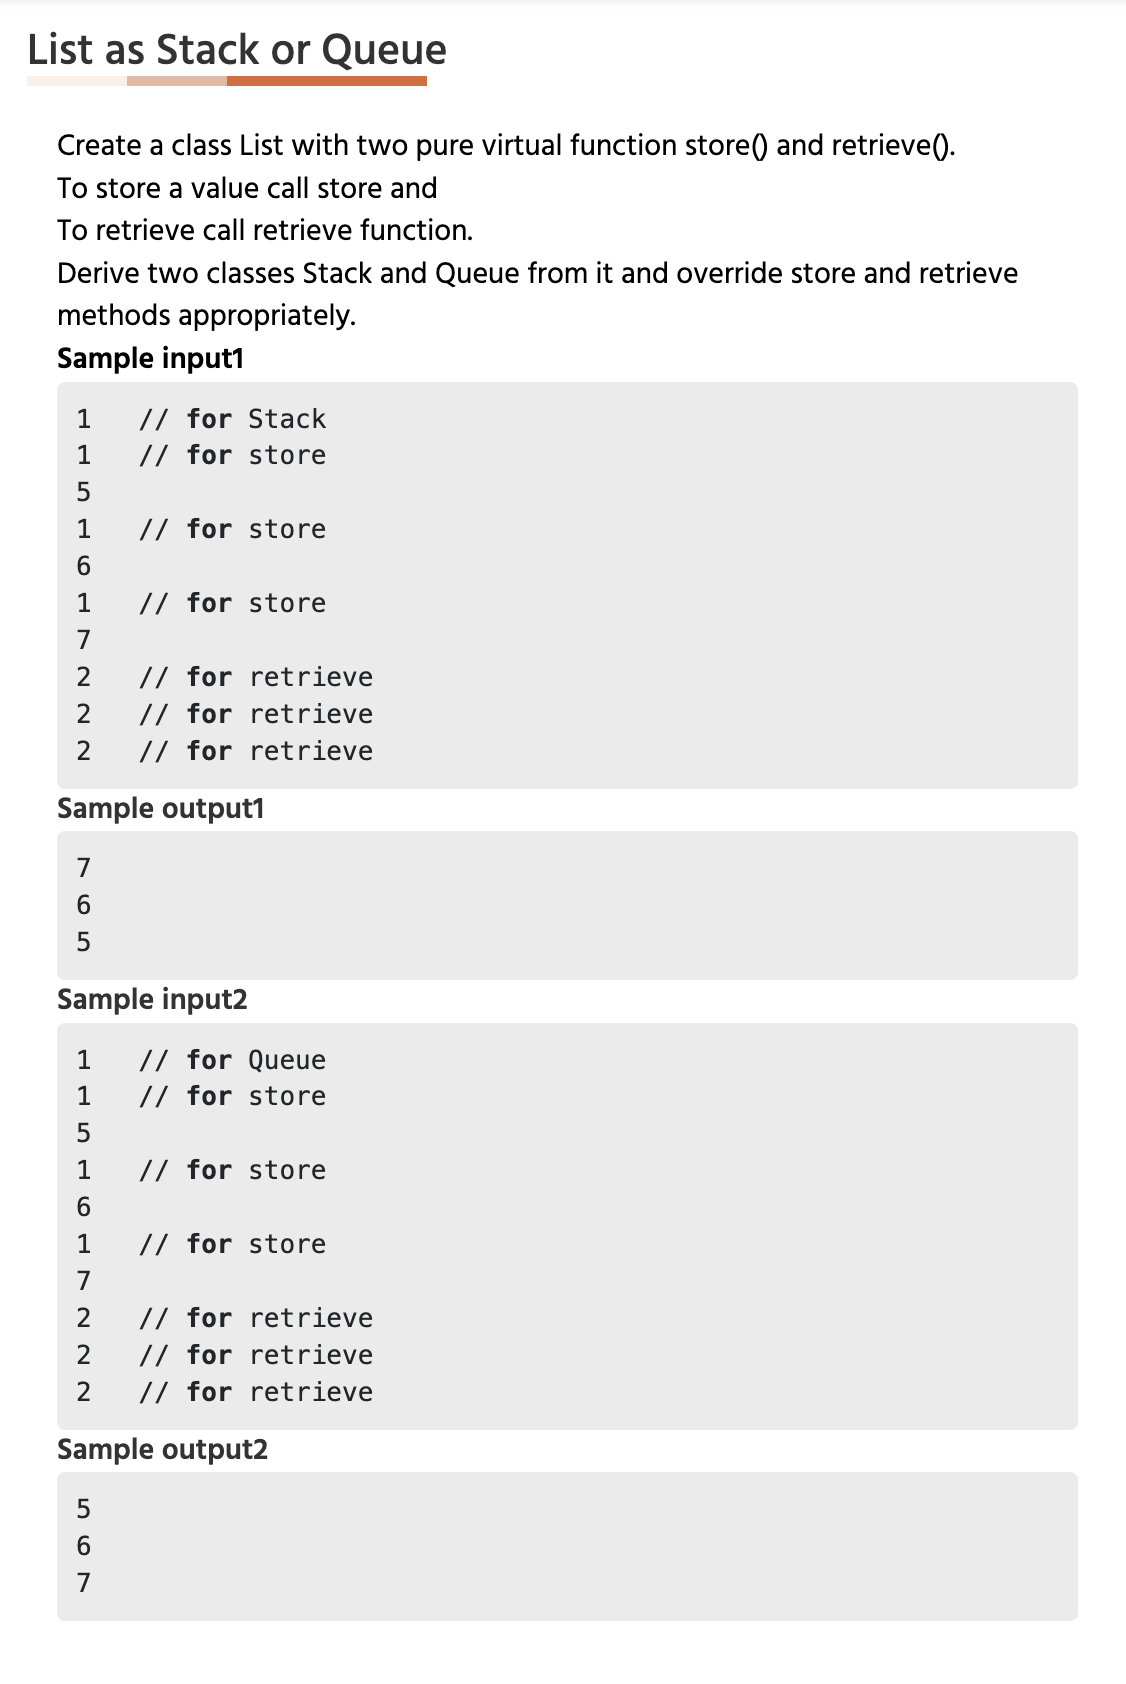 List as Stack or Queue
Create a class List with two pure virtual function store() and retrieve().
To store a value call store and
To retrieve call retrieve function.
Derive two classes Stack and Queue from it and override store and retrieve
methods appropriately.
Sample input1
1   // for Stack
1   // for store
5
1   // for store
6
1   // for store
7
2   // for retrieve
2   // for retrieve
2   // for retrieve
Sample output1
7
6
5
Sample input2
1   // for Queue
1   // for store
5
1   // for store
6
1   // for store
7
2   // for retrieve
2   // for retrieve
2   // for retrieve
Sample output2
5
6
7